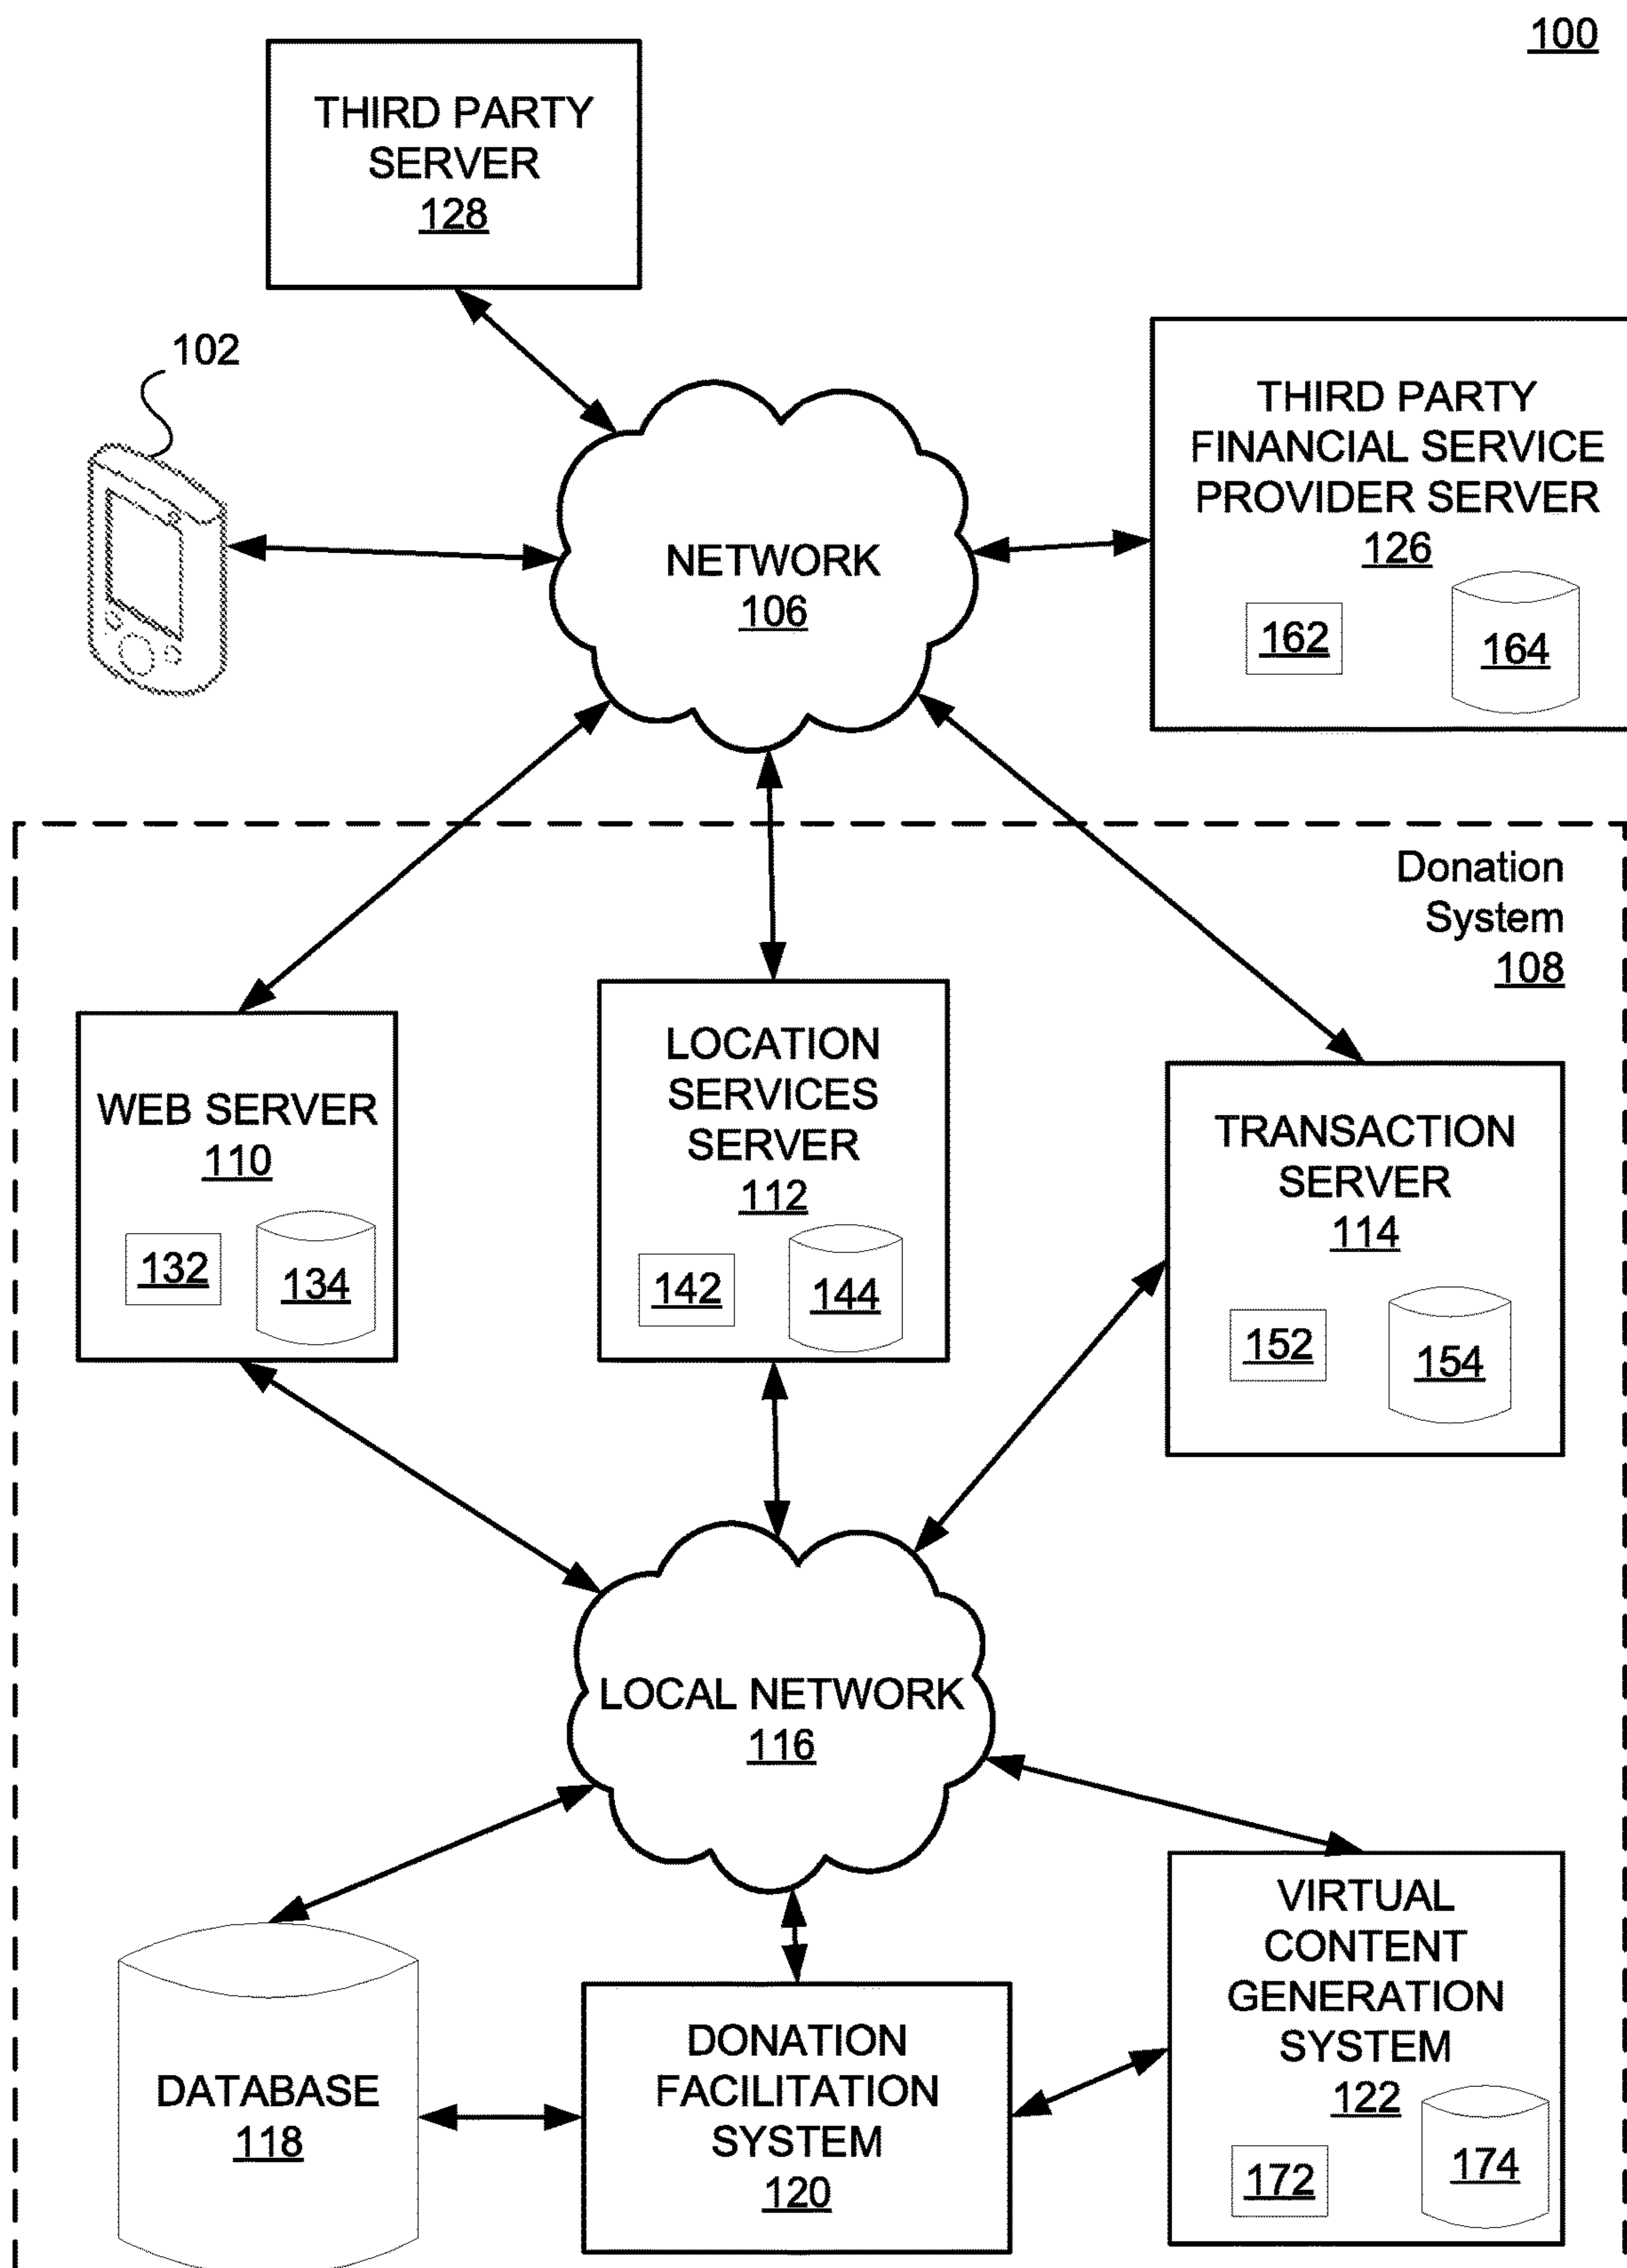 100
THIRD PARTY
SERVER
128
102
THIRD PARTY
FINANCIAL SERVICE
PROVIDER SERVER
126
162
164
NETWORK
106
Donation
System
108
WEB SERVER
110
132
134
LOCATION
SERVICES
SERVER
112
142
144
TRANSACTION
SERVER
114
152
154
LOCAL NETWORK
116
DATABASE
118
DONATION
FACILITATION
SYSTEM
120
VIRTUAL
CONTENT
GENERATION
SYSTEM
122
172
174